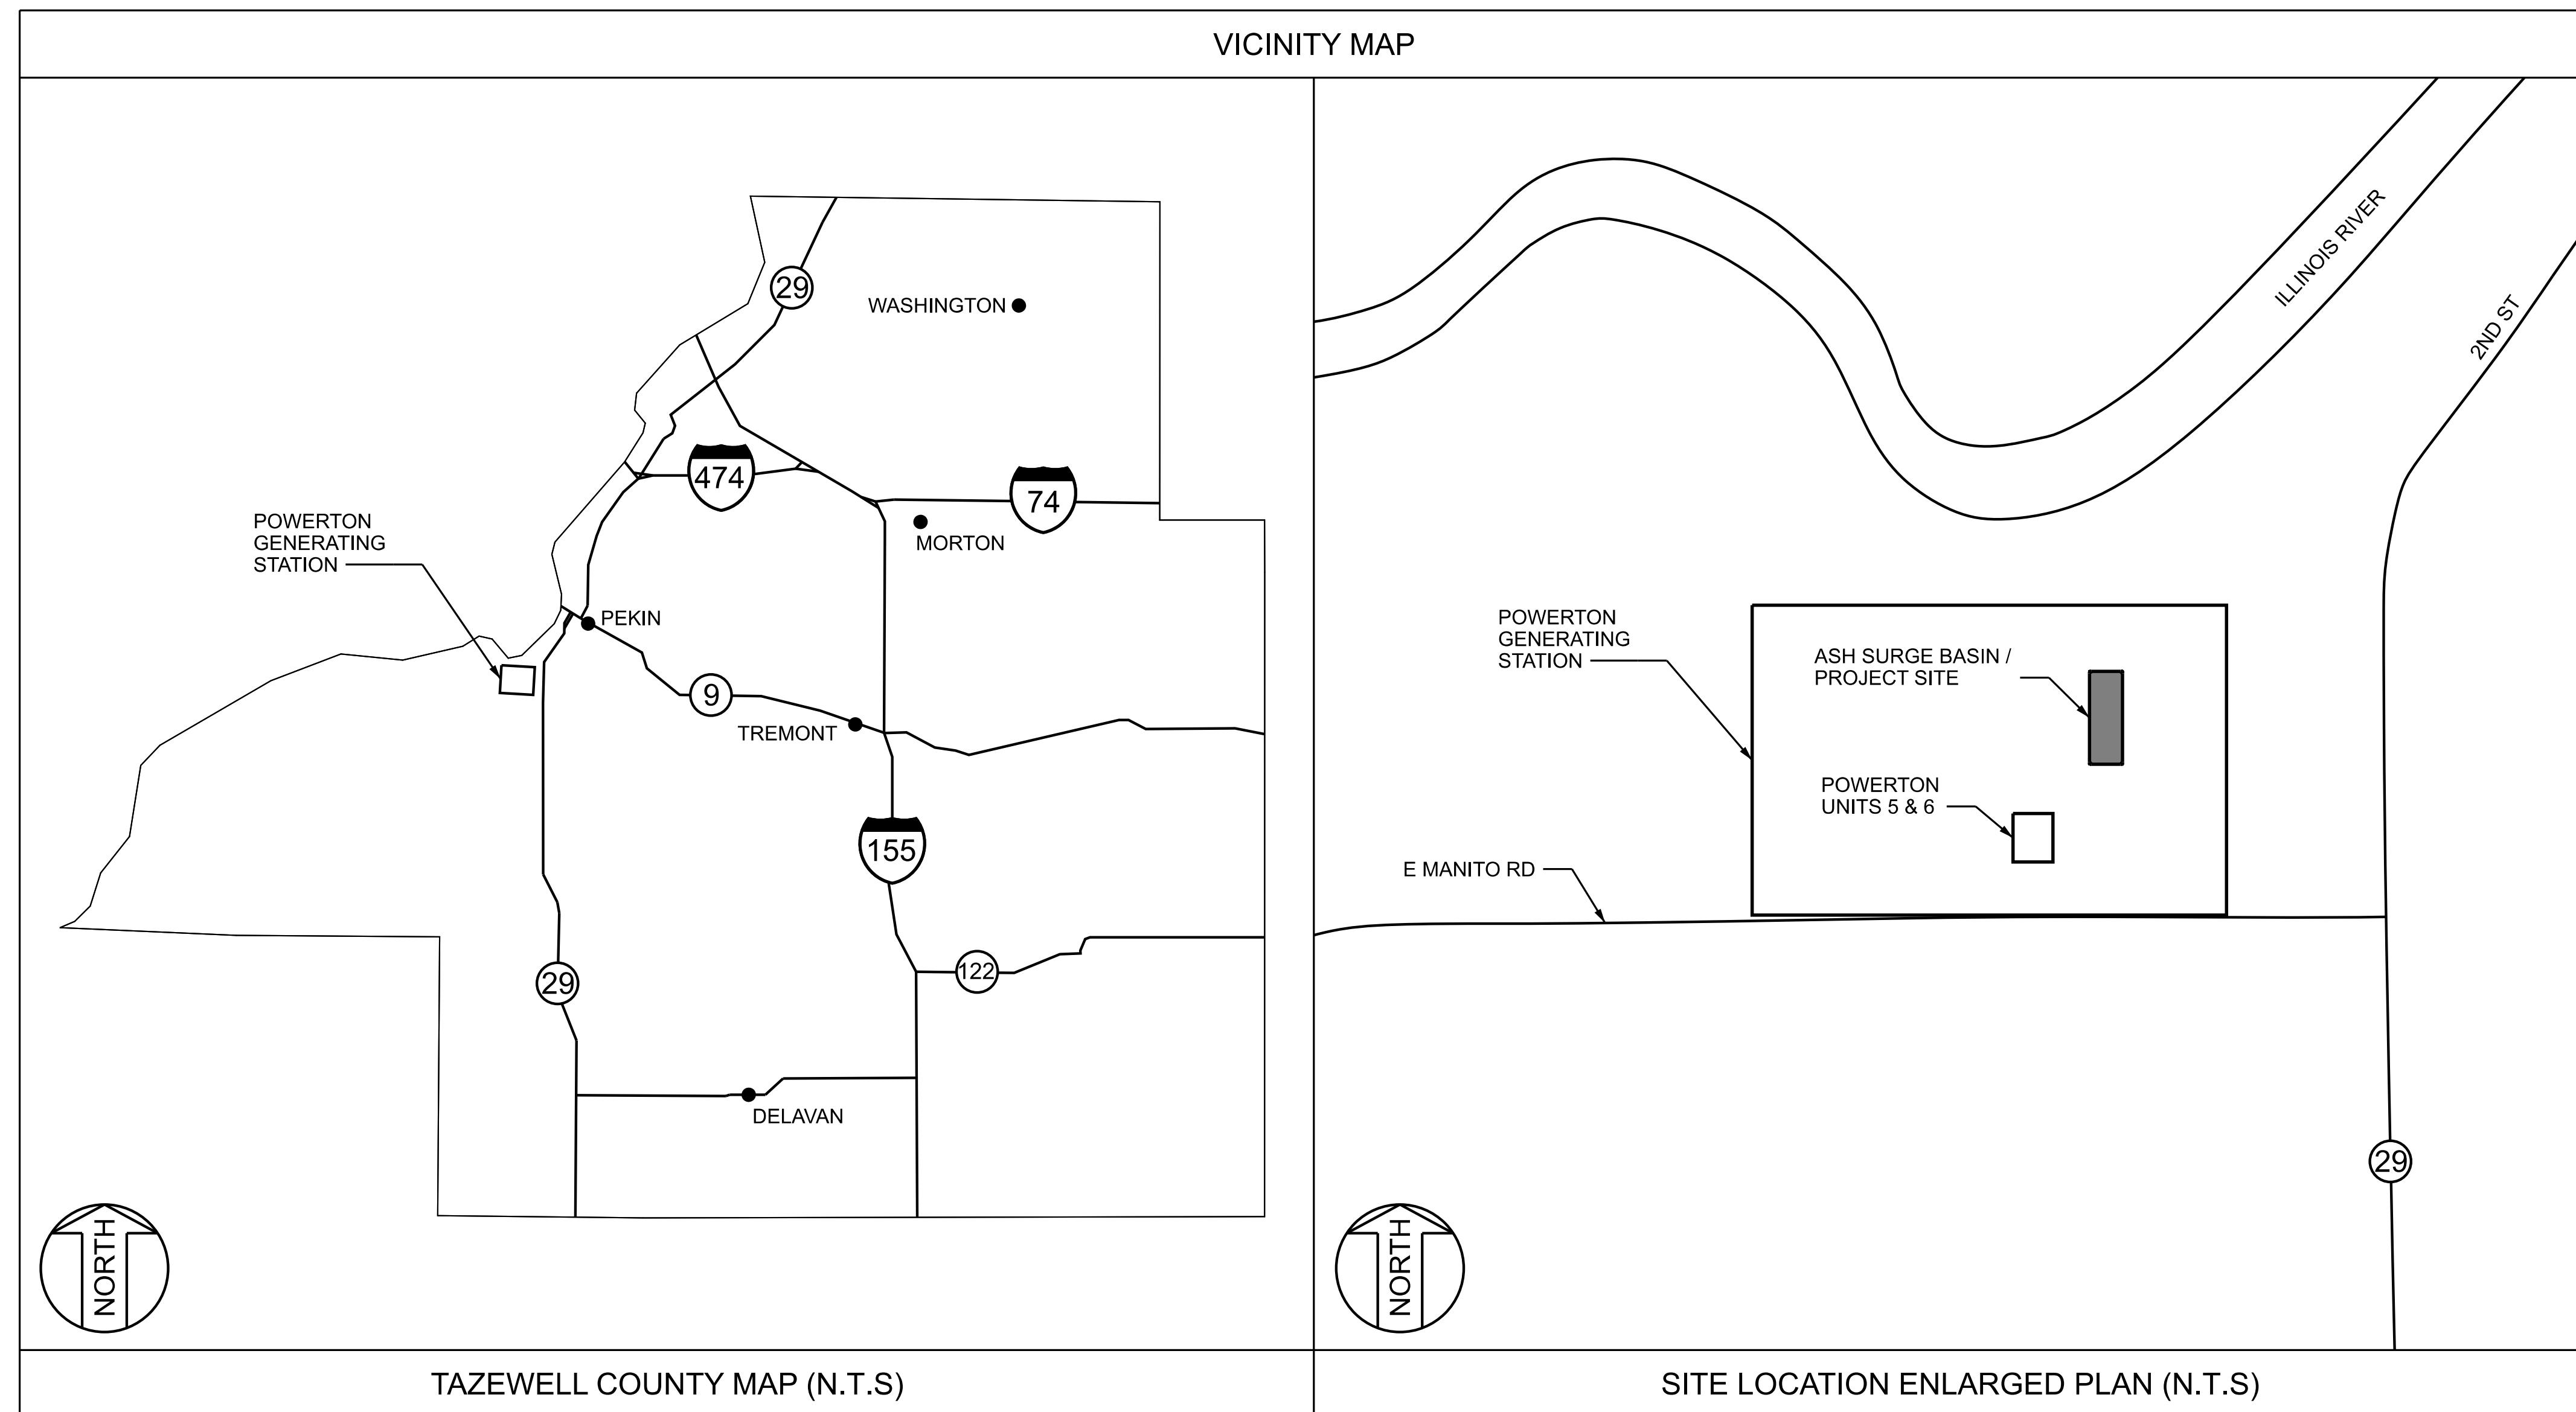 VICINITY MAP
29
WASHINGTON
474
74
POWERTON
GENERATING
STATION
MORTON
PEKIN
9
TREMONT
155
29
122
DELAVAN
NORTH
TAZEWELL COUNTY MAP (N.T.S)
ILLINOIS RIVER
2ND ST
POWERTON
GENERATING
STATION
ASH SURGE BASIN /
PROJECT SITE
POWERTON
UNITS 5 & 6
E MANITO RD
29
NORTH
SITE LOCATION ENLARGED PLAN (N.T.S)